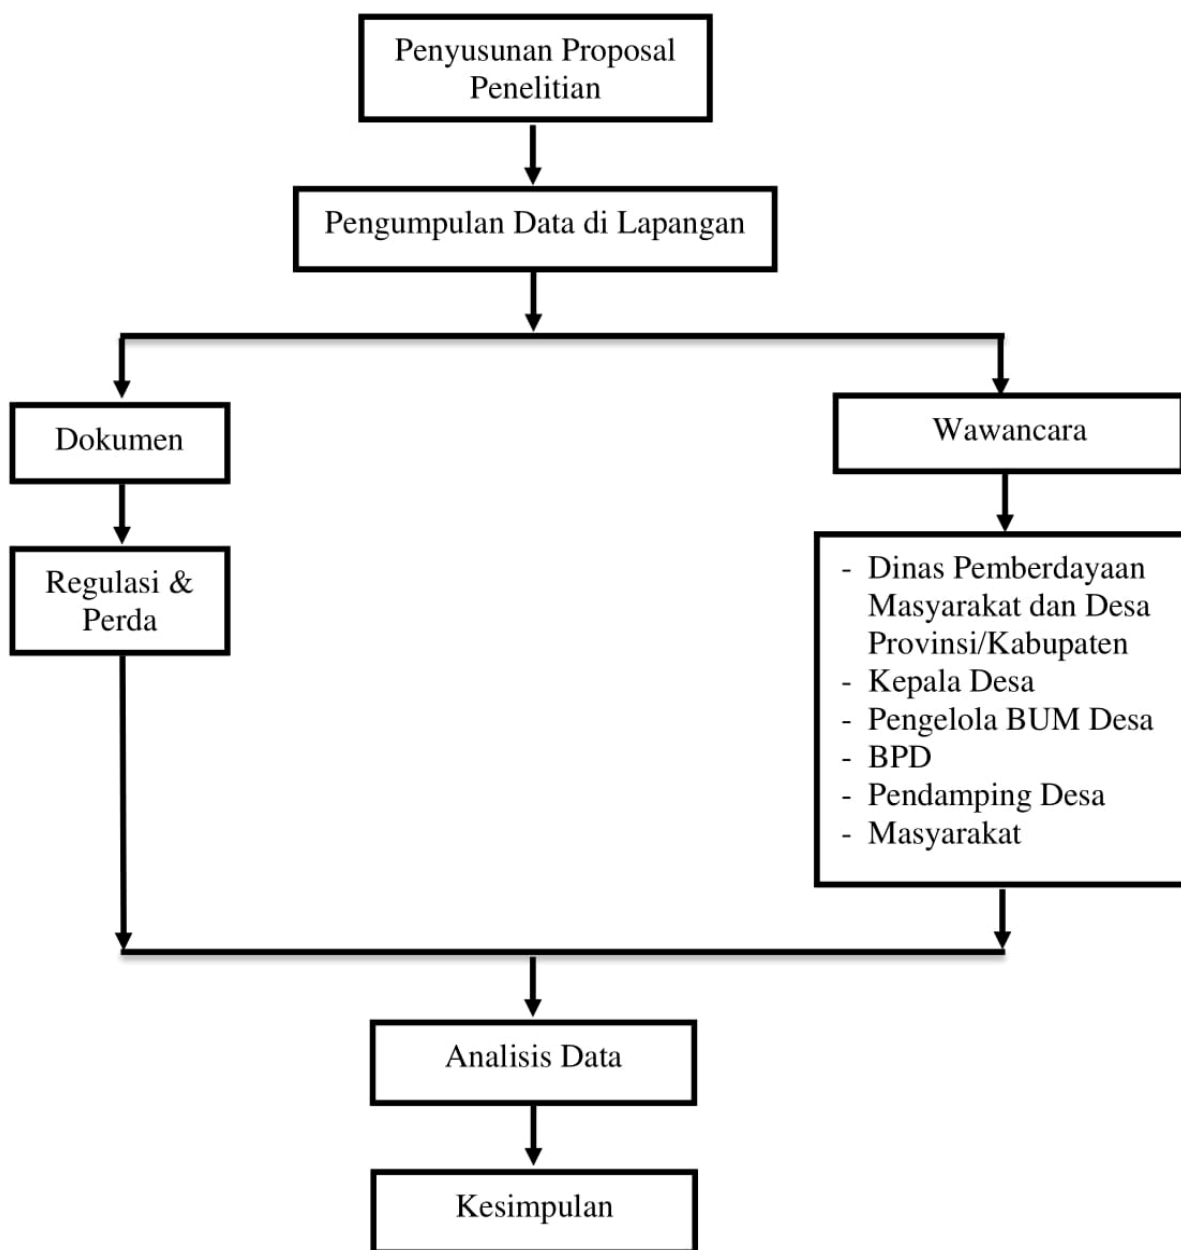 Penyusunan Proposal
Penelitian
Pengumpulan Data di Lapangan
Dokumen
Wawancara
Regulasi &
Perda
- Dinas Pemberdayaan
Masyarakat dan Desa
Provinsi/Kabupaten
- Kepala Desa
- Pengelola BUM Desa
- BPD
- Pendamping Desa
- Masyarakat
Analisis Data
Kesimpulan